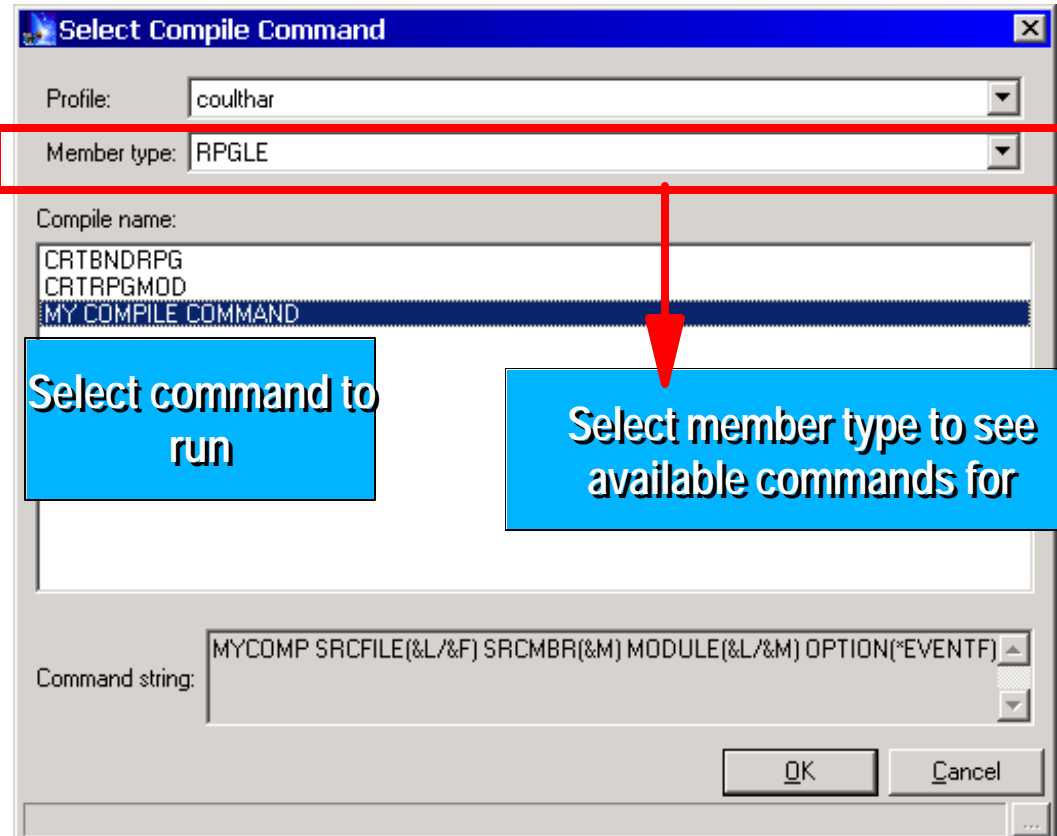 Select Compile Command
Profile: coulthar
Member type: RPGLE
Compile name:
CRTBNDRPG
CRTRPGMOD
MY COMPILE COMMAND
Select command to
run
Select member type to see
available commands for
Command string: MYCOMP SRCFILE(&L/&F) SRCMBR(&M) MODULE(&L/&M) OPTION(*EVENTF)
OK Cancel
...